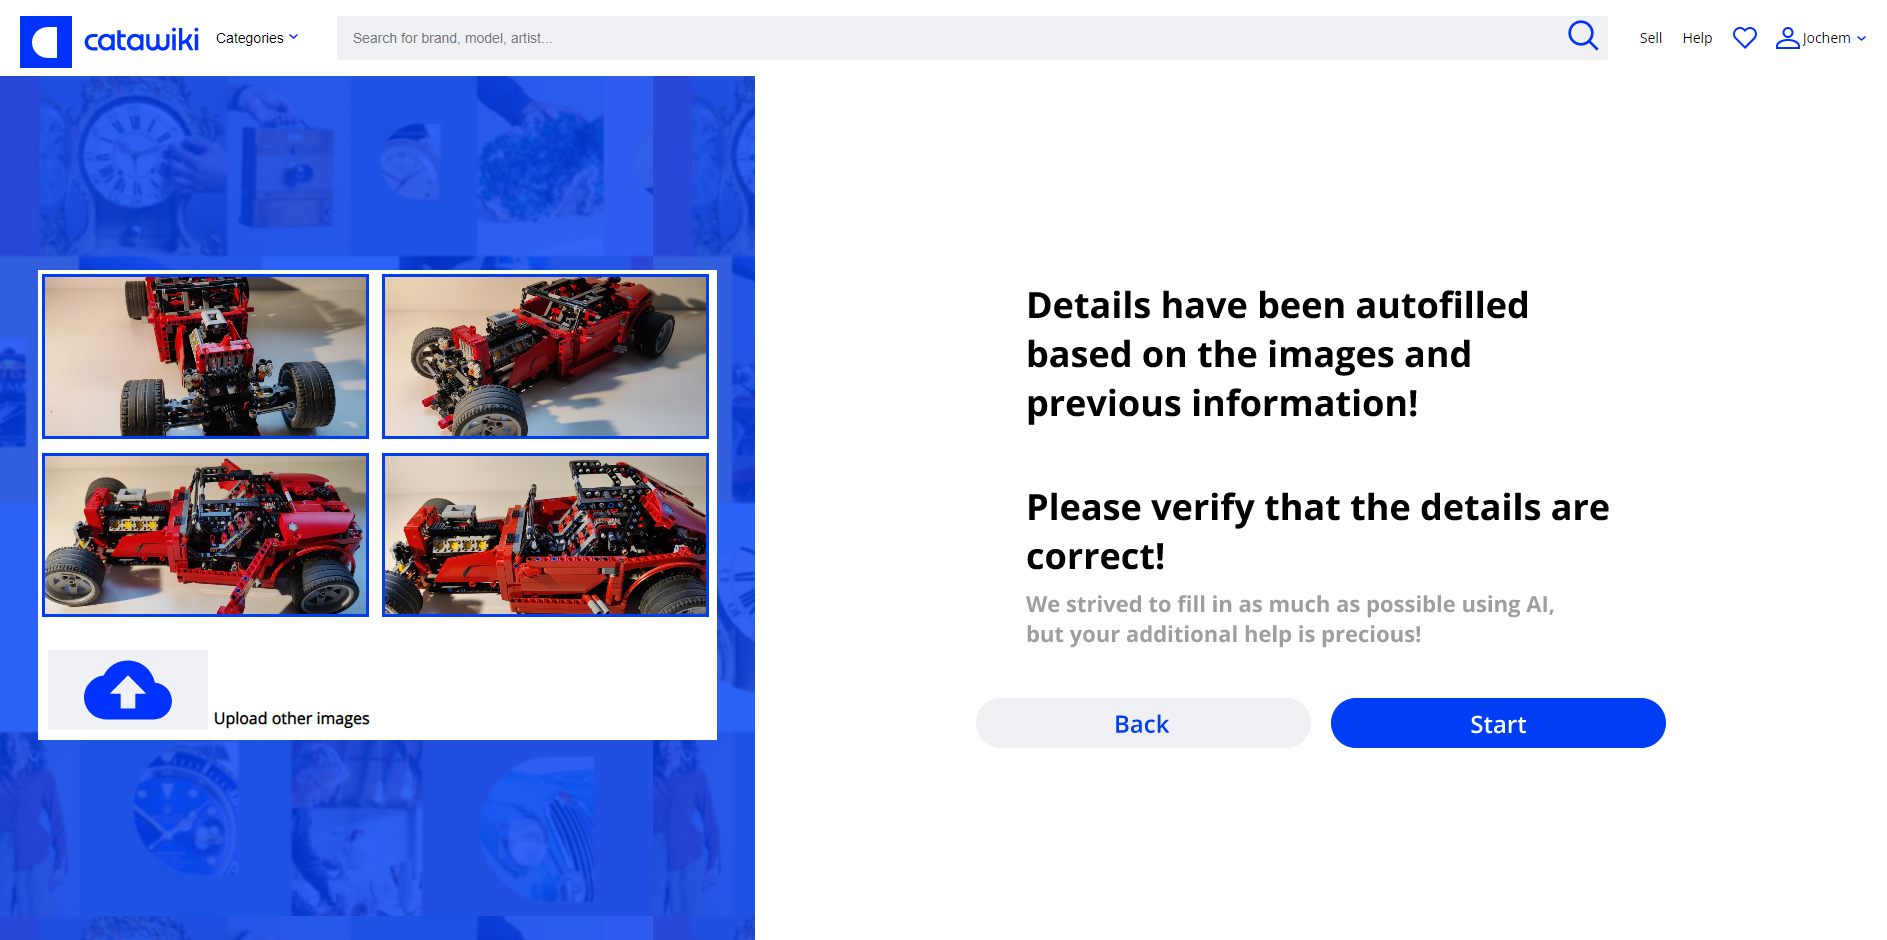 catawiki
Categories
Search for brand, model, artist...
Sell
Help
Jochem
Details have been autofilled
based on the images and
previous information!
Please verify that the details are
correct!
We strived to fill in as much as possible using AI,
but your additional help is precious!
Upload other images
Back
Start